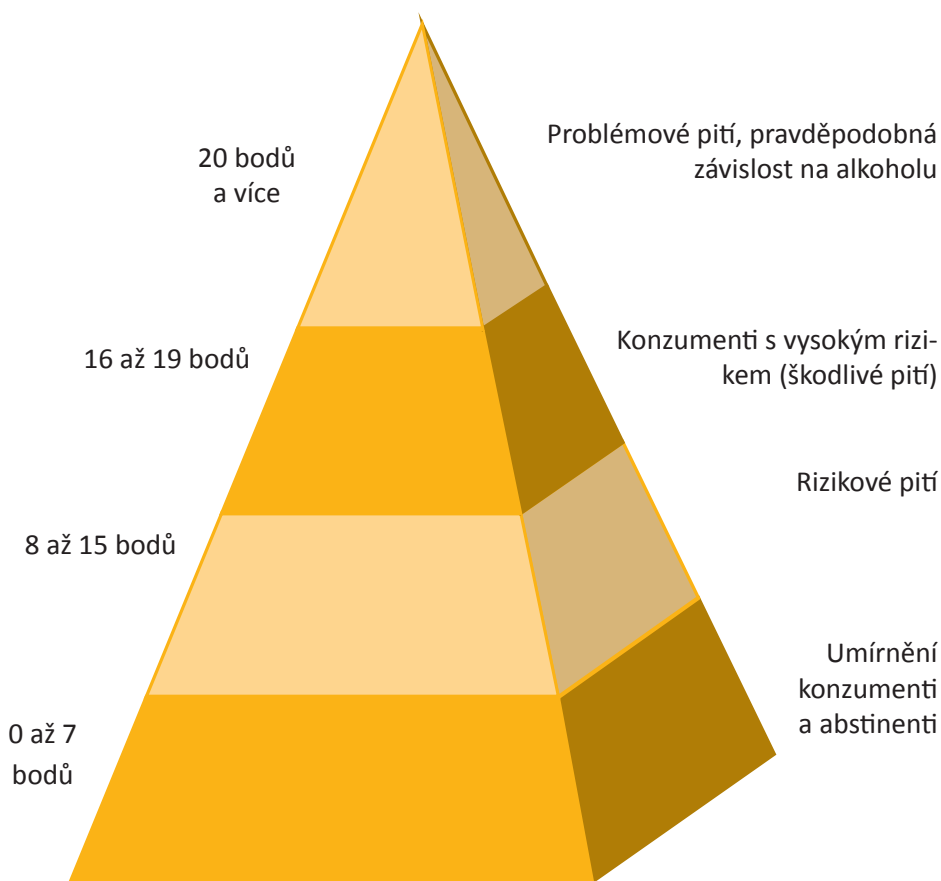 20 bodů
a více
Problémové pití, pravděpodobná
závislost na alkoholu
16 až 19 bodů
Konzumenti s vysokým rizi-
kem (škodlivé pití)
8 až 15 bodů
Rizikové pití
0 až 7
bodů
Umírnění
konzumenti
a abstinenti